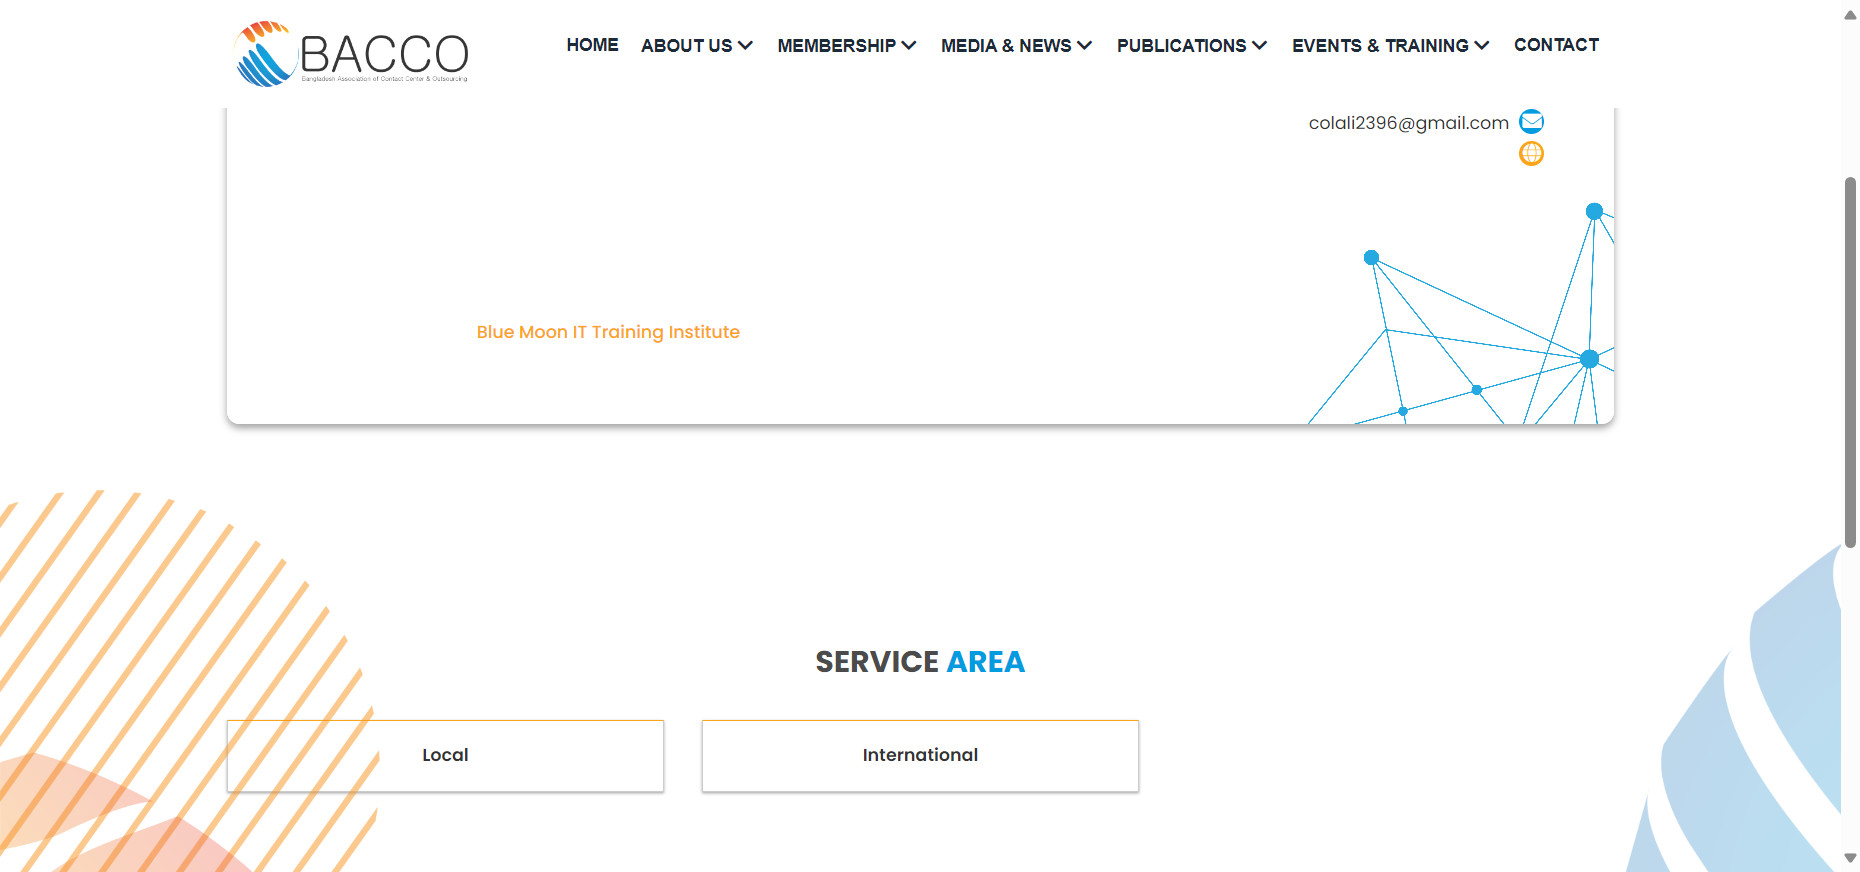 BACCO
Bangladesh Association of Contact Center & Outsourcing
HOME ABOUT US MEMBERSHIP MEDIA & NEWS PUBLICATIONS EVENTS & TRAINING CONTACT
colali2396@gmail.com
Blue Moon IT Training Institute
SERVICE AREA
Local
International